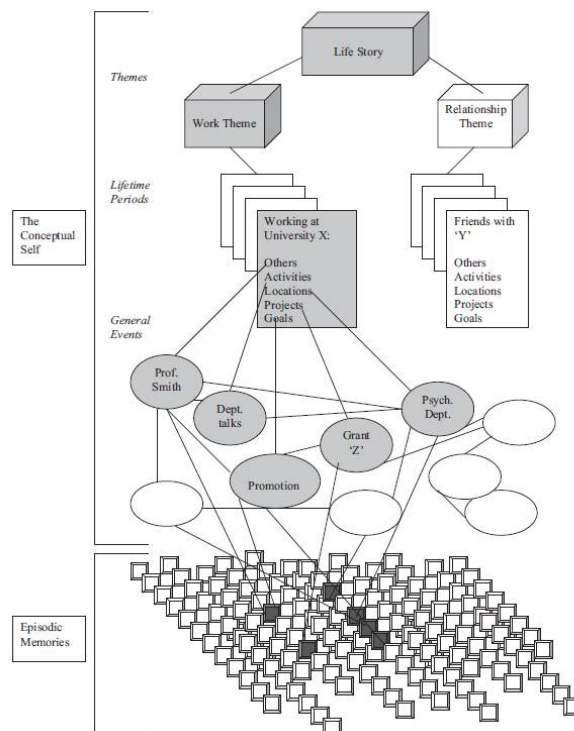 Life Story
Themes
Work Theme
Relationship
Theme
Lifetime
Periods
The
Conceptual
Self
Working at
University X:
Others
Activities
Locations
Projects
Goals
Friends with
'Y'
Others
Activities
Locations
Projects
Goals
General
Events
Prof.
Smith
Dept.
talks
Psych.
Dept.
Grant
'Z'
Promotion
Episodic
Memories